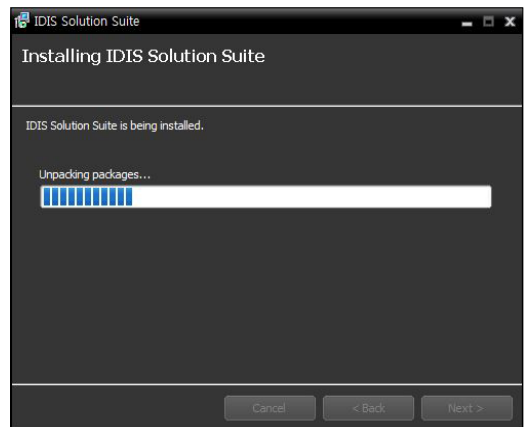 IDIS Solution Suite
Installing IDIS Solution Suite
IDIS Solution Suite is being installed.
Unpacking packages...
Cancel
< Back
Next >